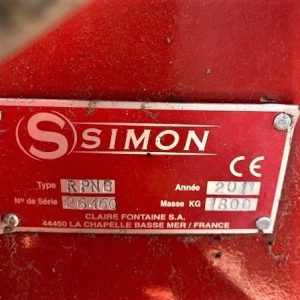 S SIMON
CE
Type RPNB Année 2011
N° de Série 26460 Masse KG 1800
CLAIRE FONTAINE S.A.
44450 LA CHAPELLE BASSE MER / FRANCE